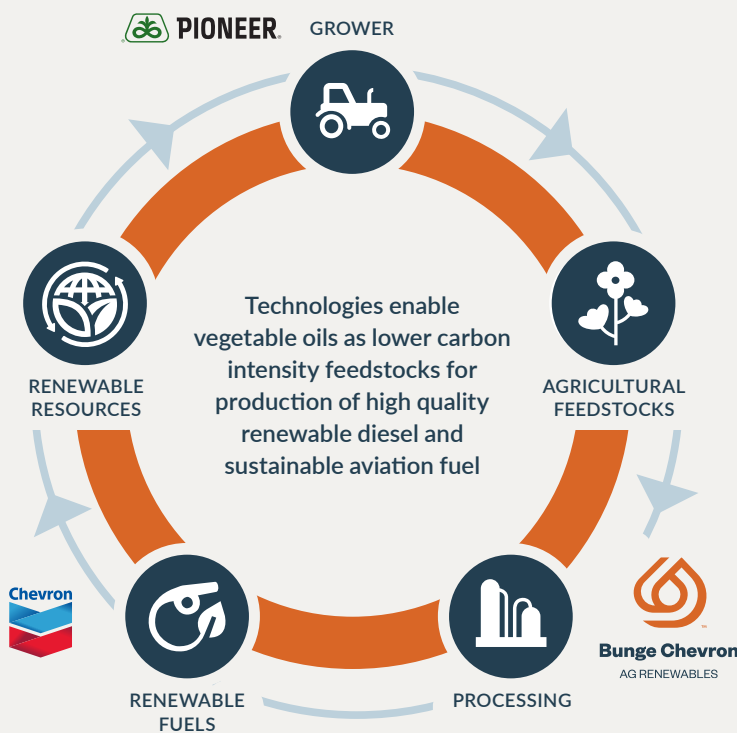 PIONEER.
GROWER
Technologies enable
vegetable oils as lower carbon
intensity feedstocks for
production of high quality
renewable diesel and
sustainable aviation fuel
RENEWABLE
RESOURCES
AGRICULTURAL
FEEDSTOCKS
Chevron
Bunge Chevron
AG RENEWABLES
RENEWABLE
FUELS
PROCESSING